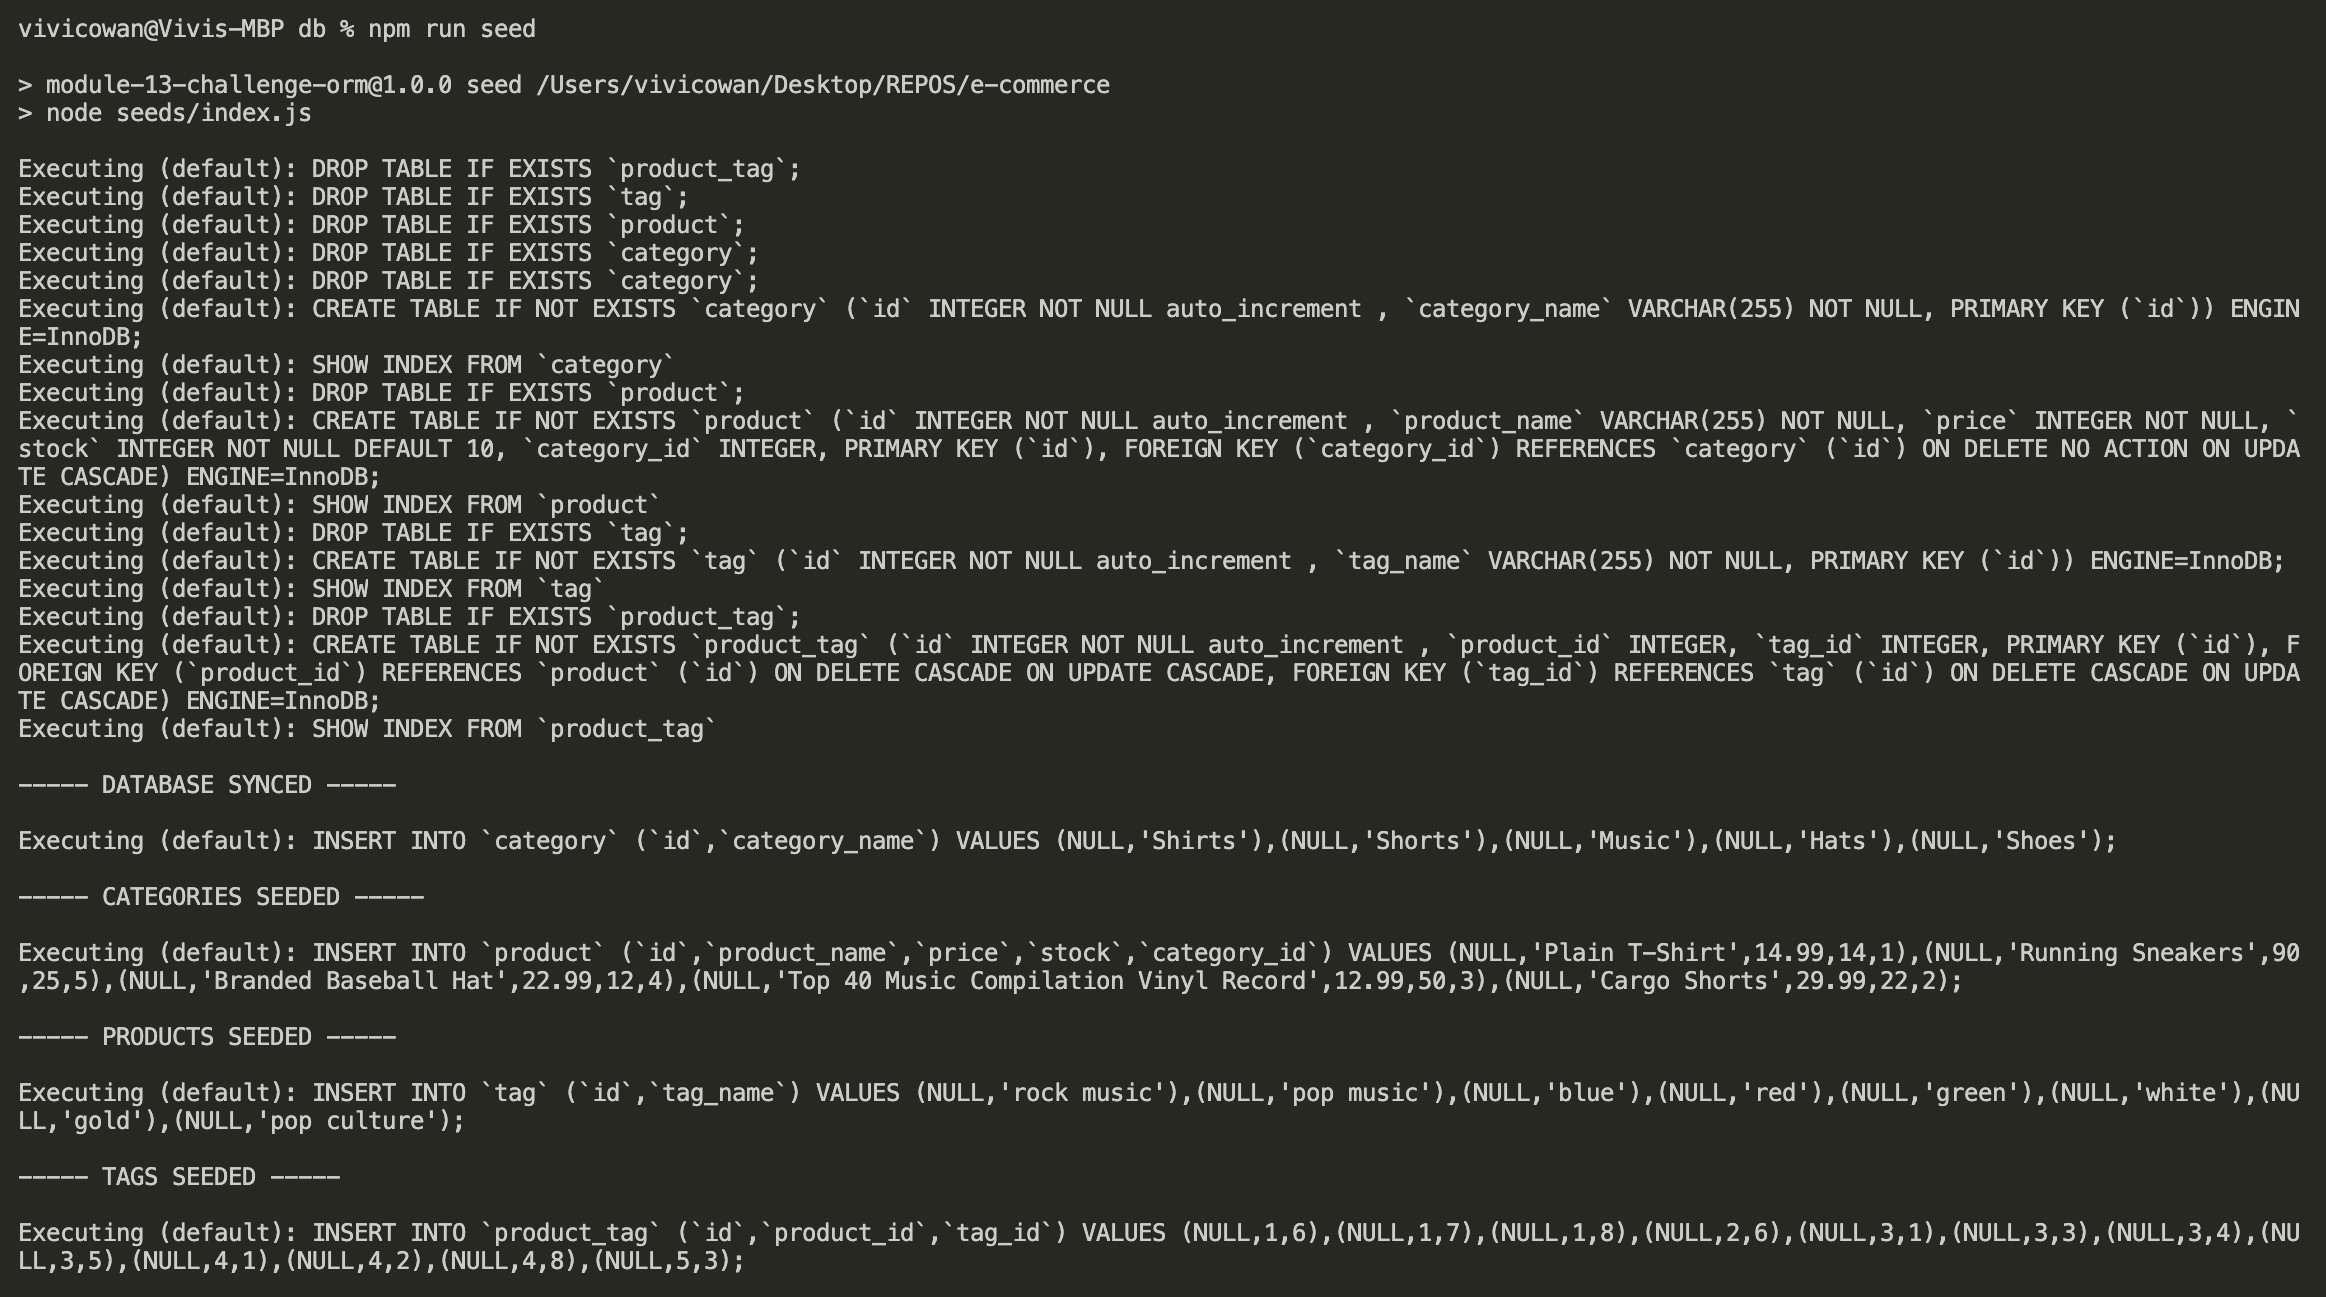 vivicowan@Vivis-MBP db % npm run seed
> module-13-challenge-orm@1.0.0 seed /Users/vivicowan/Desktop/REPOS/e-commerce
> node seeds/index.js
Executing (default): DROP TABLE IF EXISTS `product_tag`;
Executing (default): DROP TABLE IF EXISTS `tag`;
Executing (default): DROP TABLE IF EXISTS `product`;
Executing (default): DROP TABLE IF EXISTS `category`;
Executing (default): DROP TABLE IF EXISTS `category`;
Executing (default): CREATE TABLE IF NOT EXISTS `category` (`id` INTEGER NOT NULL auto_increment , `category_name` VARCHAR(255) NOT NULL, PRIMARY KEY (`id`)) ENGIN
E=InnoDB;
Executing (default): SHOW INDEX FROM `category`
Executing (default): DROP TABLE IF EXISTS `product`;
Executing (default): CREATE TABLE IF NOT EXISTS `product` (`id` INTEGER NOT NULL auto_increment , `product_name` VARCHAR(255) NOT NULL, `price` INTEGER NOT NULL, `
stock` INTEGER NOT NULL DEFAULT 10, `category_id` INTEGER, PRIMARY KEY (`id`), FOREIGN KEY (`category_id`) REFERENCES `category` (`id`) ON DELETE NO ACTION ON UPDA
TE CASCADE) ENGINE=InnoDB;
Executing (default): SHOW INDEX FROM `product`
Executing (default): DROP TABLE IF EXISTS `tag`;
Executing (default): CREATE TABLE IF NOT EXISTS `tag` (`id` INTEGER NOT NULL auto_increment , `tag_name` VARCHAR(255) NOT NULL, PRIMARY KEY (`id`)) ENGINE=InnoDB;
Executing (default): SHOW INDEX FROM `tag`
Executing (default): DROP TABLE IF EXISTS `product_tag`;
Executing (default): CREATE TABLE IF NOT EXISTS `product_tag` (`id` INTEGER NOT NULL auto_increment , `product_id` INTEGER, `tag_id` INTEGER, PRIMARY KEY (`id`), F
OREIGN KEY (`product_id`) REFERENCES `product` (`id`) ON DELETE CASCADE ON UPDATE CASCADE, FOREIGN KEY (`tag_id`) REFERENCES `tag` (`id`) ON DELETE CASCADE ON UPDA
TE CASCADE) ENGINE=InnoDB;
Executing (default): SHOW INDEX FROM `product_tag`
----- DATABASE SYNCED -----
Executing (default): INSERT INTO `category` (`id`,`category_name`) VALUES (NULL,'Shirts'),(NULL,'Shorts'),(NULL,'Music'),(NULL,'Hats'),(NULL,'Shoes');
----- CATEGORIES SEEDED -----
Executing (default): INSERT INTO `product` (`id`,`product_name`,`price`,`stock`,`category_id`) VALUES (NULL,'Plain T-Shirt',14.99,14,1),(NULL,'Running Sneakers',90
,25,5),(NULL,'Branded Baseball Hat',22.99,12,4),(NULL,'Top 40 Music Compilation Vinyl Record',12.99,50,3),(NULL,'Cargo Shorts',29.99,22,2);
----- PRODUCTS SEEDED -----
Executing (default): INSERT INTO `tag` (`id`,`tag_name`) VALUES (NULL,'rock music'),(NULL,'pop music'),(NULL,'blue'),(NULL,'red'),(NULL,'green'),(NULL,'white'),(NU
LL,'gold'),(NULL,'pop culture');
----- TAGS SEEDED -----
Executing (default): INSERT INTO `product_tag` (`id`,`product_id`,`tag_id`) VALUES (NULL,1,6),(NULL,1,7),(NULL,1,8),(NULL,2,6),(NULL,3,1),(NULL,3,3),(NULL,3,4),(NU
LL,3,5),(NULL,4,1),(NULL,4,2),(NULL,4,8),(NULL,5,3);